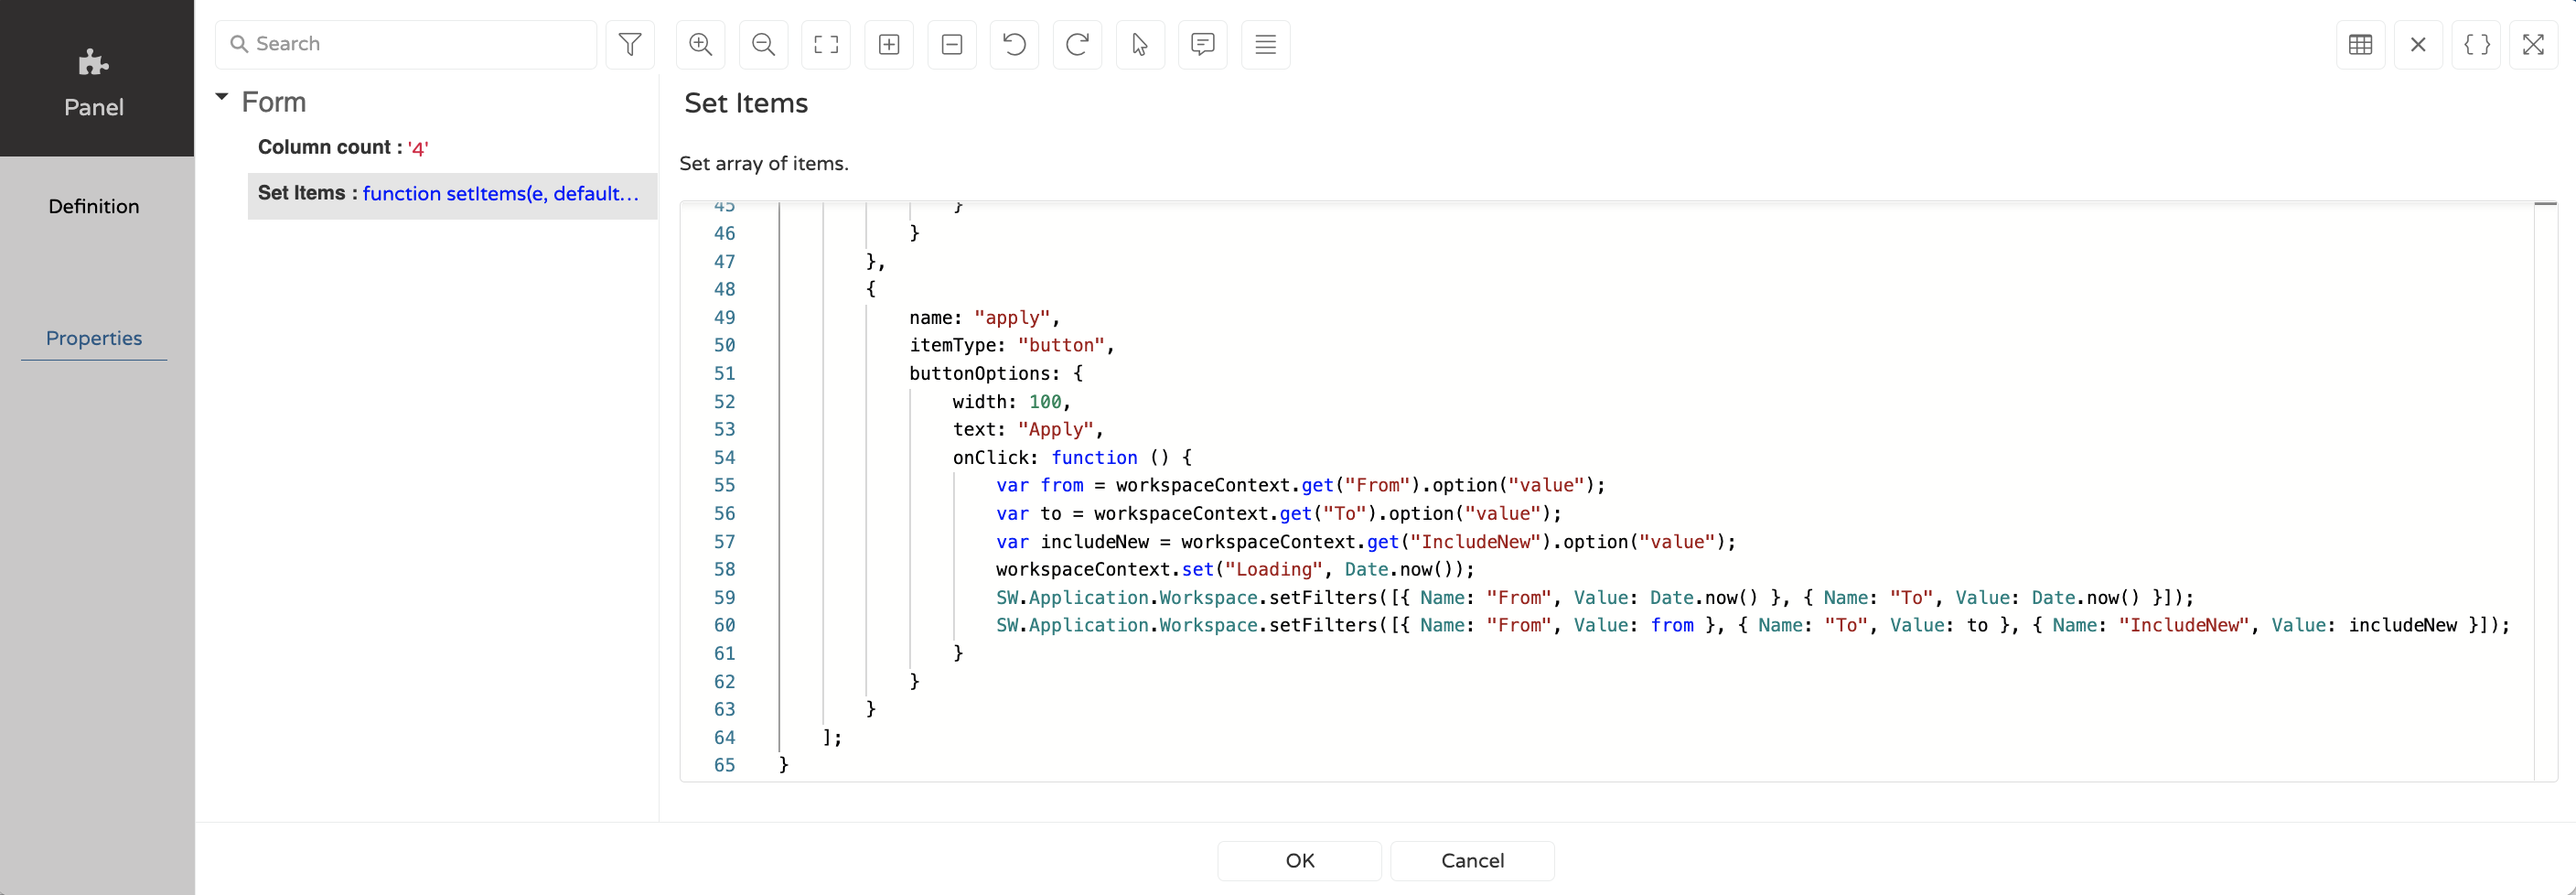 Panel
Definition
Properties
Search
Form
Column count : '4'
Set Items : function setItems(e, default...
Set Items
Set array of items.
45 }
46 }
47 },
48 {
49 name: "apply",
50 itemType: "button",
51 buttonOptions: {
52 width: 100,
53 text: "Apply",
54 onClick: function () {
55 var from = workspaceContext.get("From").option("value");
56 var to = workspaceContext.get("To").option("value");
57 var includeNew = workspaceContext.get("IncludeNew").option("value");
58 workspaceContext.set("Loading", Date.now());
59 SW.Application.Workspace.setFilters([{ Name: "From", Value: Date.now() }, { Name: "To", Value: Date.now() }]);
60 SW.Application.Workspace.setFilters([{ Name: "From", Value: from }, { Name: "To", Value: to }, { Name: "IncludeNew", Value: includeNew }]);
61 }
62 }
63 }
64 ];
65 }
OK
Cancel